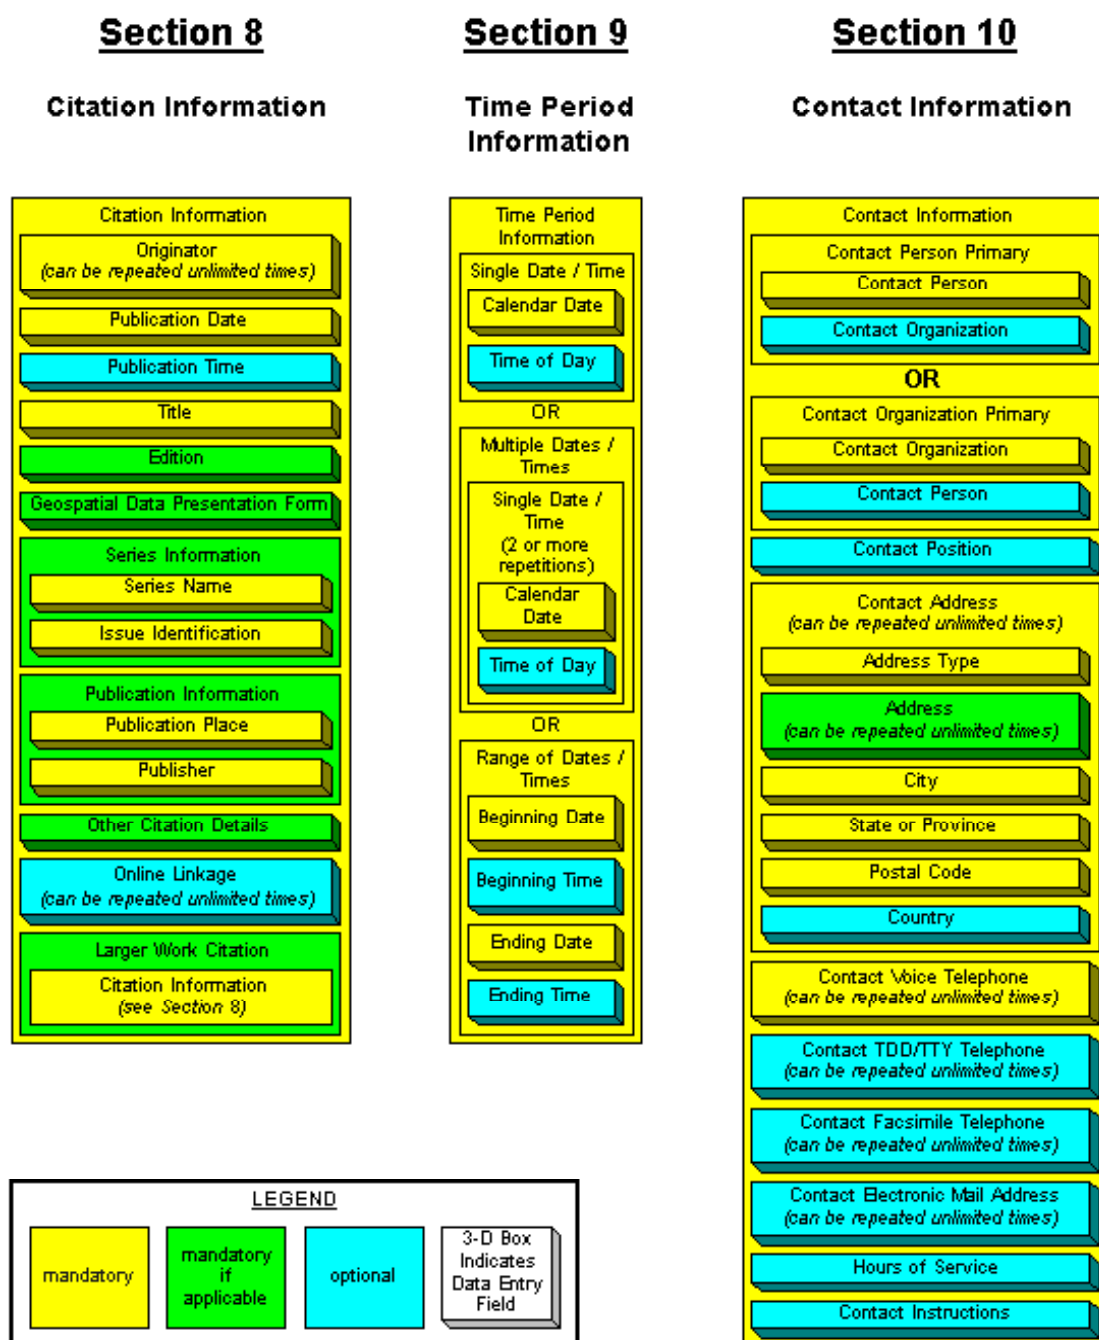 Section 8
Citation Information
Citation Information
Originator
(can be repeated unlimited times)
Publication Date
Publication Time
Title
Edition
Geospatial Data Presentation Form
Series Information
Series Name
Issue Identification
Publication Information
Publication Place
Publisher
Other Citation Details
Online Linkage
(can be repeated unlimited times)
Larger Work Citation
Citation Information
(see Section 8)
Section 9
Time Period
Information
Time Period
Information
Single Date / Time
Calendar Date
Time of Day
OR
Multiple Dates /
Times
Single Date /
Time
(2 or more
repetitions)
Calendar
Date
Time of Day
OR
Range of Dates /
Times
Beginning Date
Beginning Time
Ending Date
Ending Time
Section 10
Contact Information
Contact Information
Contact Person Primary
Contact Person
Contact Organization
OR
Contact Organization Primary
Contact Organization
Contact Person
Contact Position
Contact Address
(can be repeated unlimited times)
Address Type
Address
(can be repeated unlimited times)
City
State or Province
Postal Code
Country
Contact Voice Telephone
(can be repeated unlimited times)
Contact TDD/TTY Telephone
(can be repeated unlimited times)
Contact Facsimile Telephone
(can be repeated unlimited times)
Contact Electronic Mail Address
(can be repeated unlimited times)
Hours of Service
Contact Instructions
LEGEND
mandatory
mandatory
if
applicable
optional
3-D Box
Indicates
Data Entry
Field